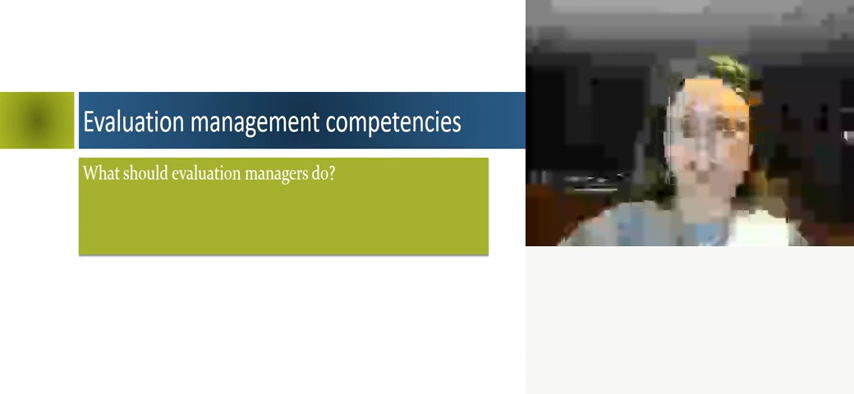 Evaluation management competencies
What should evaluation managers do?